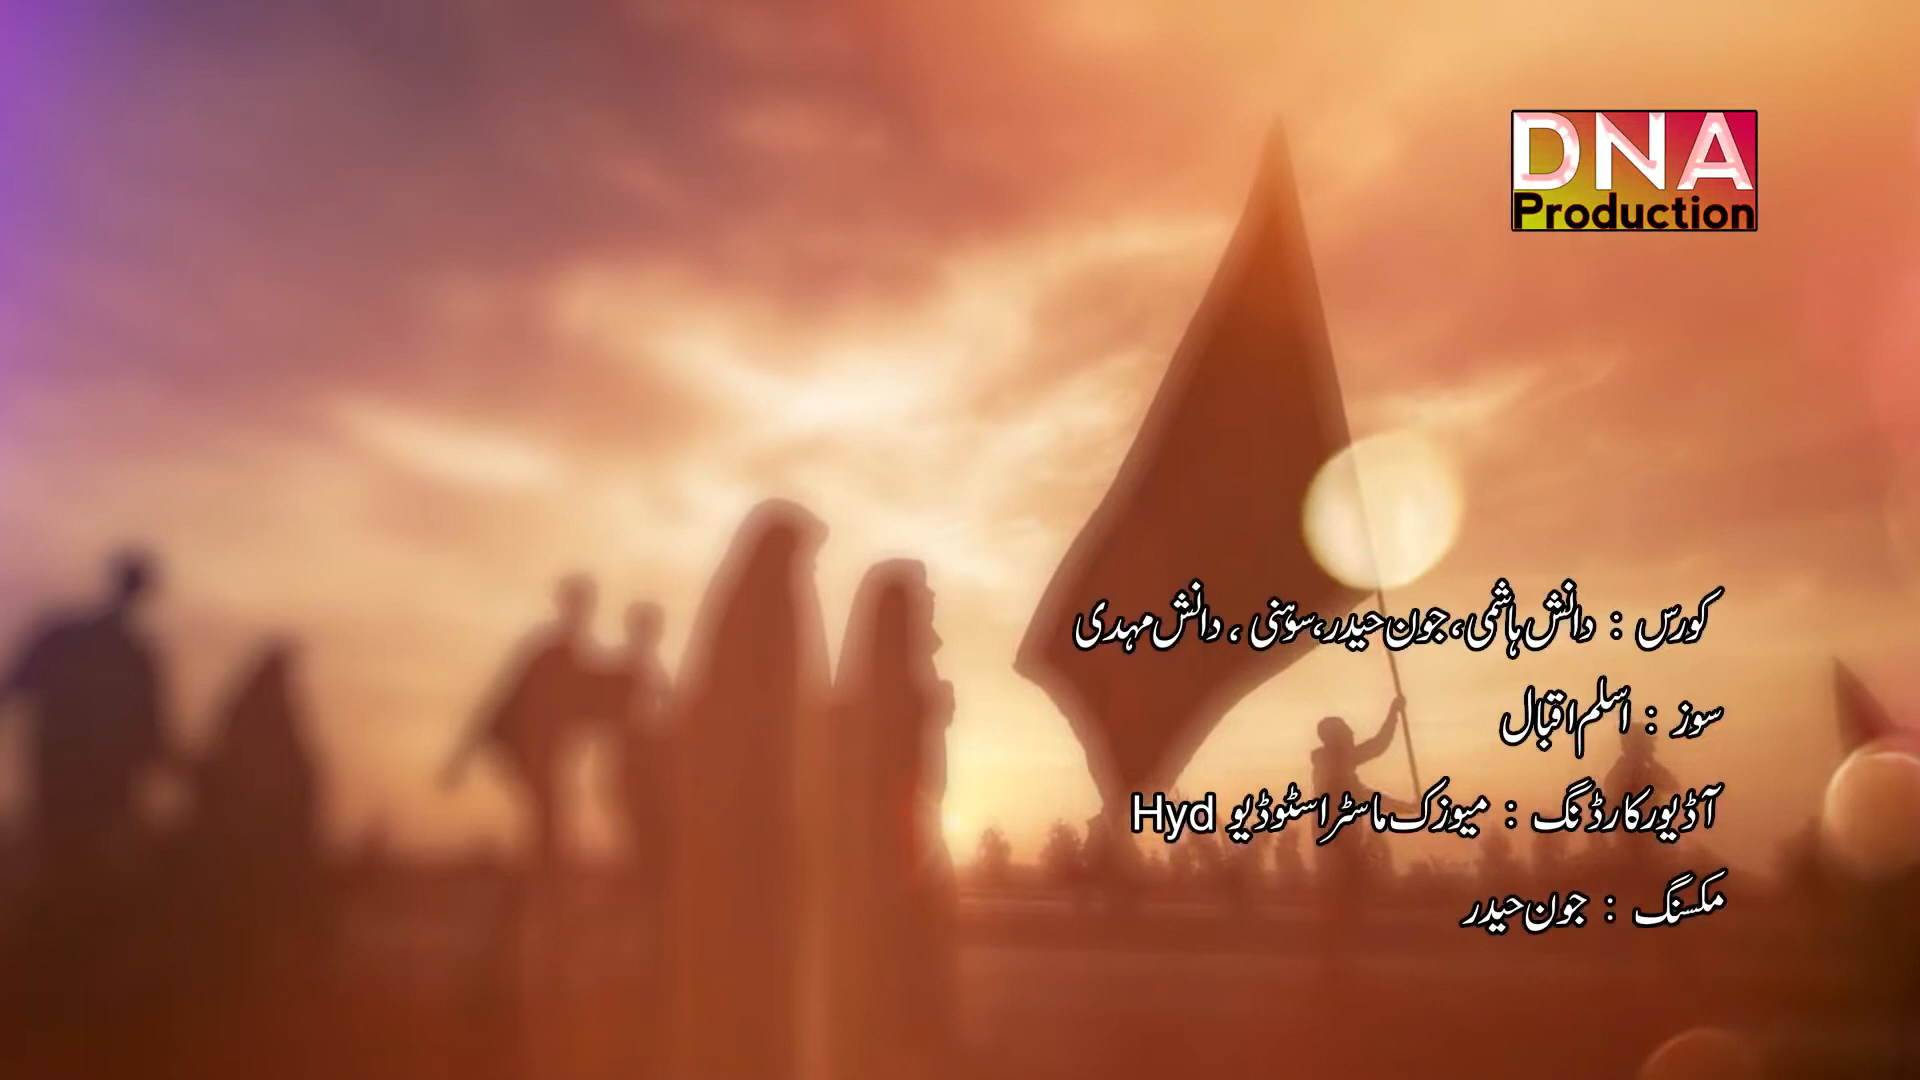 DNA
Production
کورس : دانش ہاشمی، جون حیدر، سوہنی ، دانش مہدی
سوز : اسلم اقبال
آڈیو رکارڈنگ : میوزک ماسٹر اسٹوڈیو Hyd
مکسنگ : جون حیدر